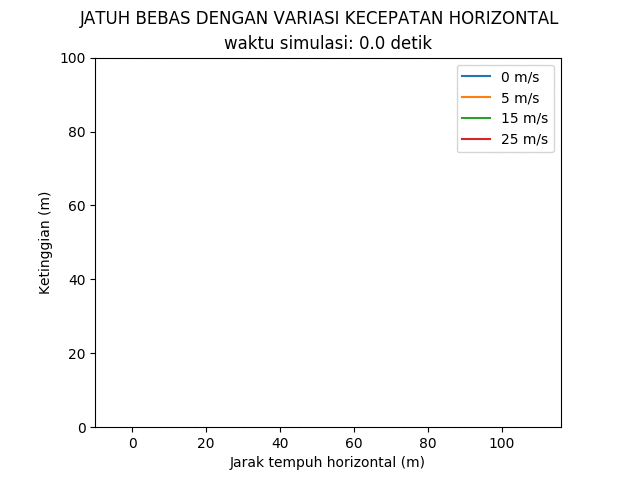 JATUH BEBAS DENGAN VARIASI KECEPATAN HORIZONTAL
waktu simulasi: 0.0 detik
100
80
60
40
20
0
Ketinggian (m)
0 m/s
5 m/s
15 m/s
25 m/s
0 20 40 60 80 100
Jarak tempuh horizontal (m)